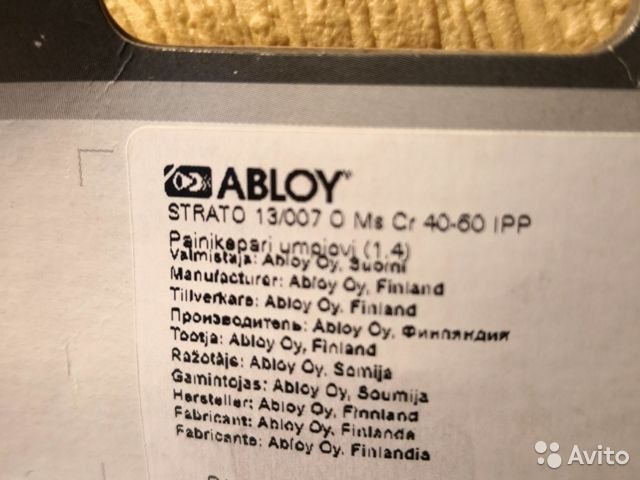 ABLOY
STRATO 13/007 0 Ms Cr 40-60 IPP
Painikepari umpiovi (1.4)
Valmistaja: Abloy Oy, Suomi
Manufacturer: Abloy Oy, Finland
Tillverkare: Abloy Oy. Finland
Производитель: Abloy Oy, Финляндия
Tootja: Abloy Oy, Finland
Ražotājs: Abloy Oy, Somija
Gamintojas: Abloy Oy, Soumija
Hersteller: Abloy Oy, Finnland
Fabricant: Abloy Oy. Finlande
Fabricante: Abloy Oy. Finlandia
Avito